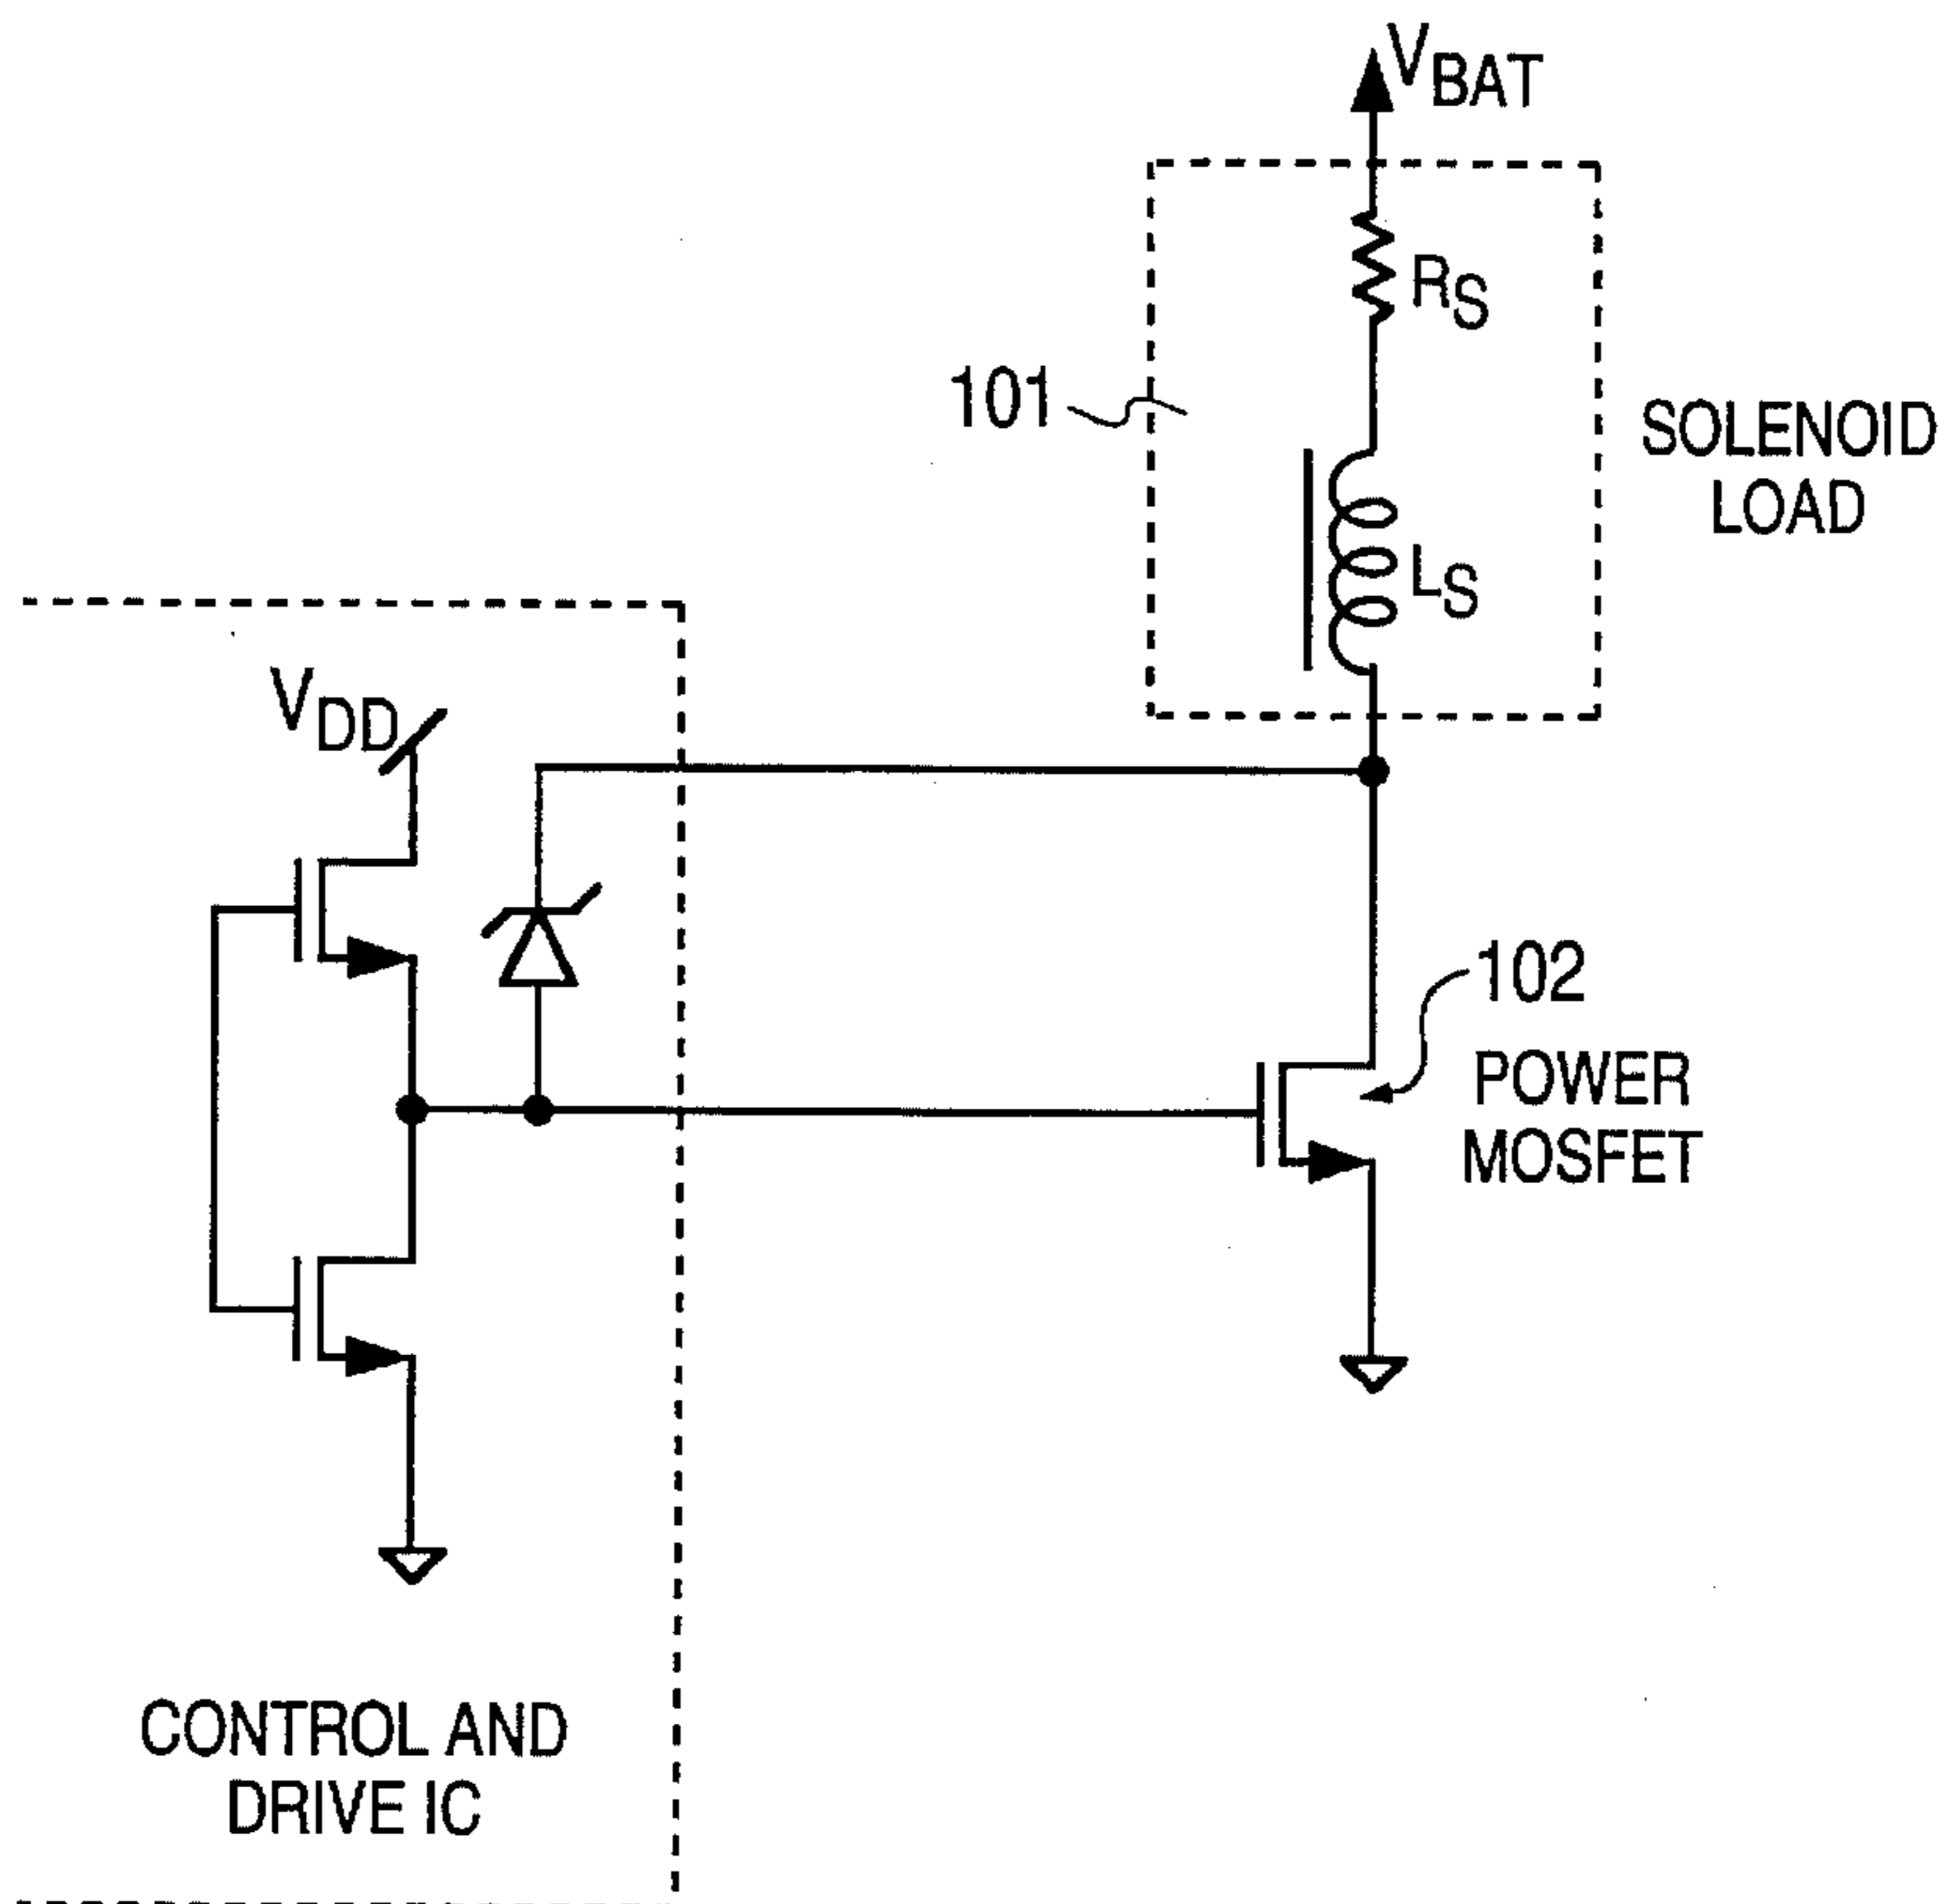 VBAT
RS
101
SOLENOID
LOAD
LS
VDD
102
POWER
MOSFET
CONTROL AND
DRIVE IC